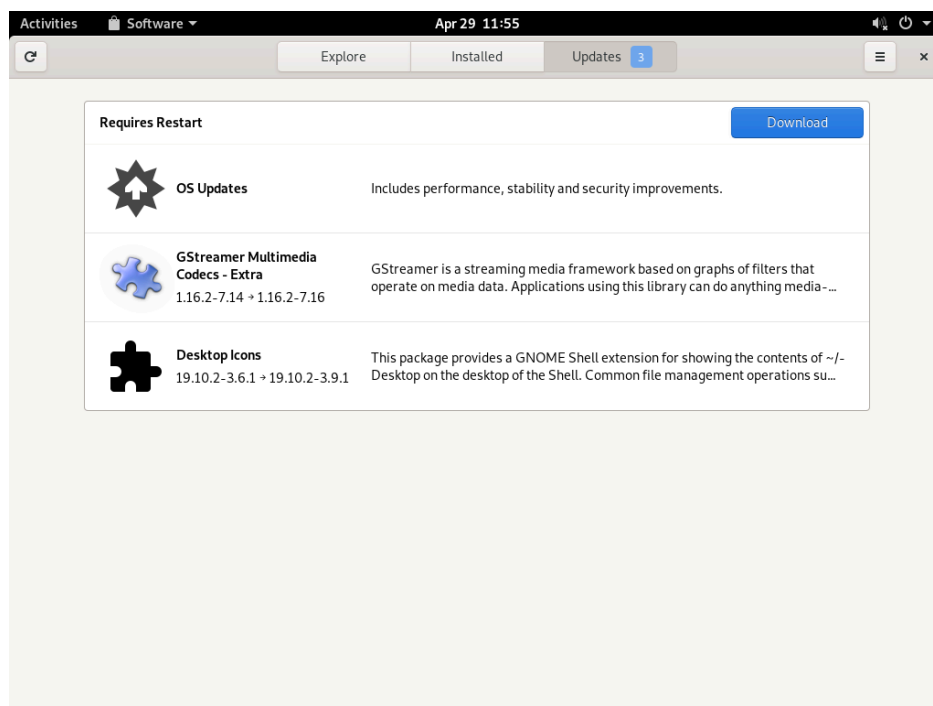 Activities Software Apr 29 11:55
Explore Installed Updates 3
Requires Restart Download
OS Updates
Includes performance, stability and security improvements.
GStreamer Multimedia
Codecs - Extra
1.16.2-7.14 → 1.16.2-7.16
GStreamer is a streaming media framework based on graphs of filters that
operate on media data. Applications using this library can do anything media-…
Desktop Icons
19.10.2-3.6.1 → 19.10.2-3.9.1
This package provides a GNOME Shell extension for showing the contents of ~/-
Desktop on the desktop of the Shell. Common file management operations su…